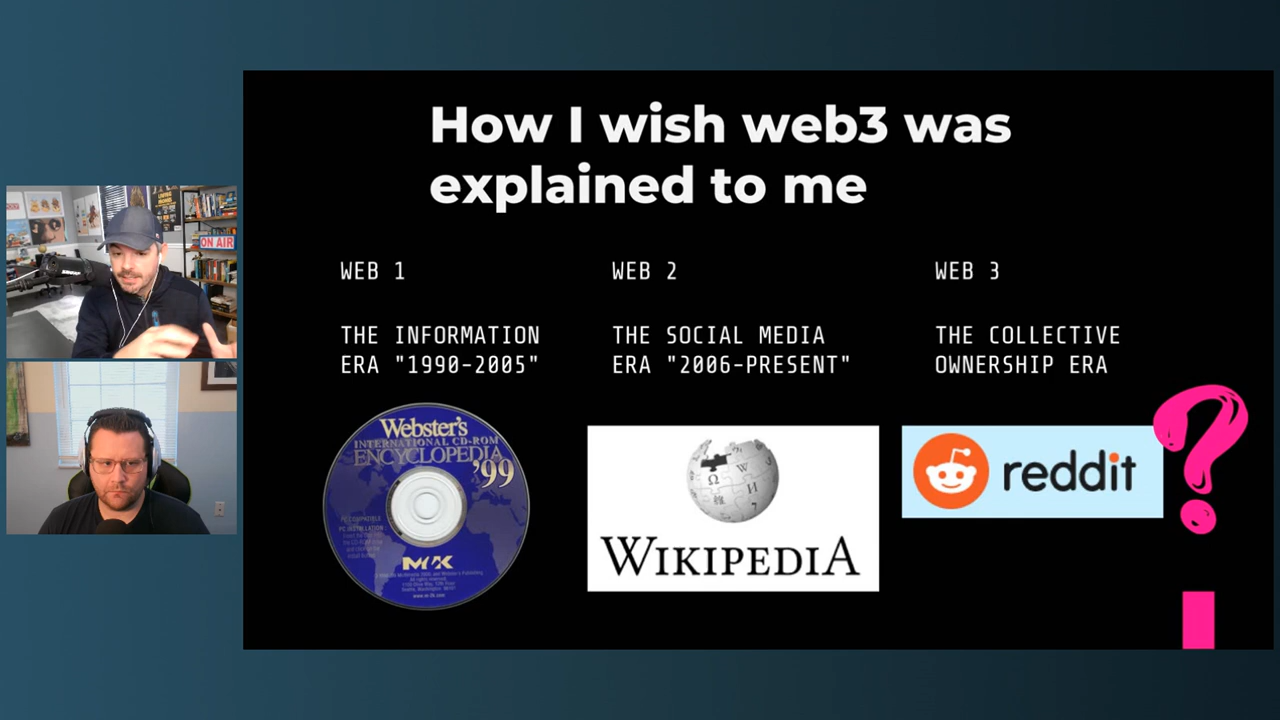 How I wish web3 was
explained to me
WEB 1
THE INFORMATION
ERA "1990-2005"
WEB 2
THE SOCIAL MEDIA
ERA "2006-PRESENT"
WEB 3
THE COLLECTIVE
OWNERSHIP ERA
Webster's
INTERNATIONAL CD-ROM
ENCYCLOPEDIA
'99
WIKIPEDIA
reddit
?
ON AIR